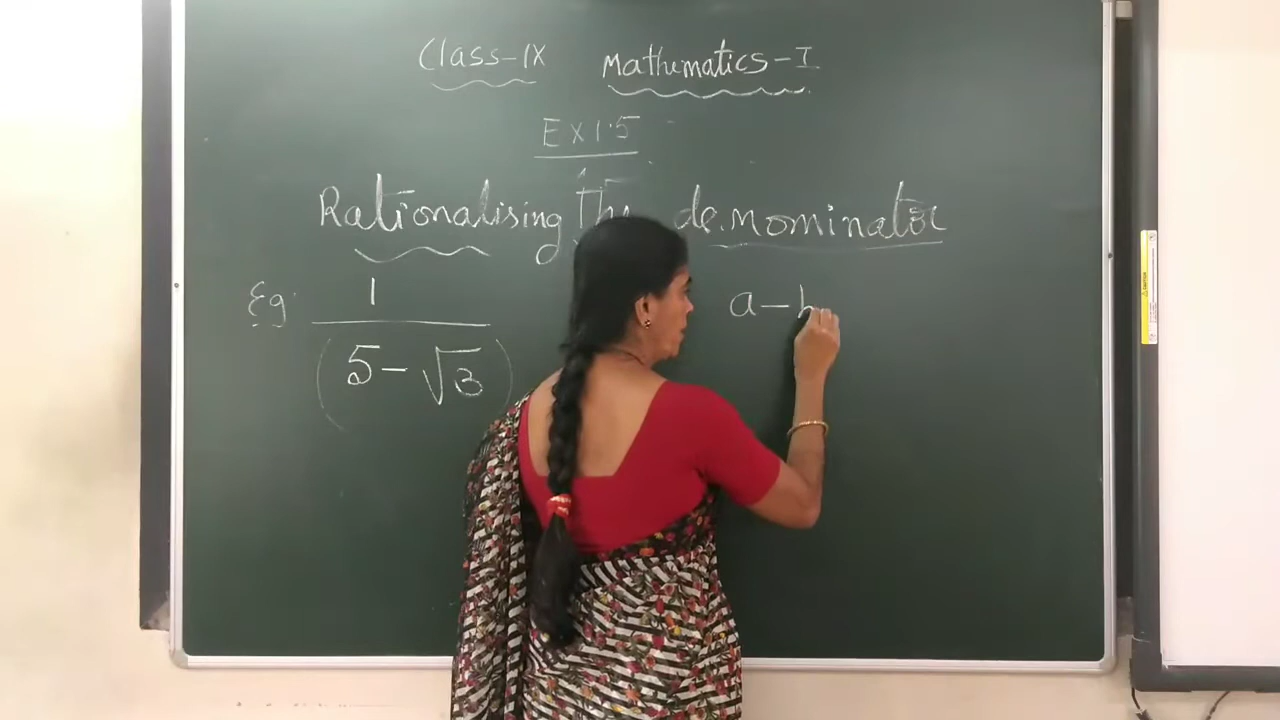 Class-IX Mathematics-I
Ex 1.5
Rationalising The denominator
Eg: 1
(5-√3)
a-b